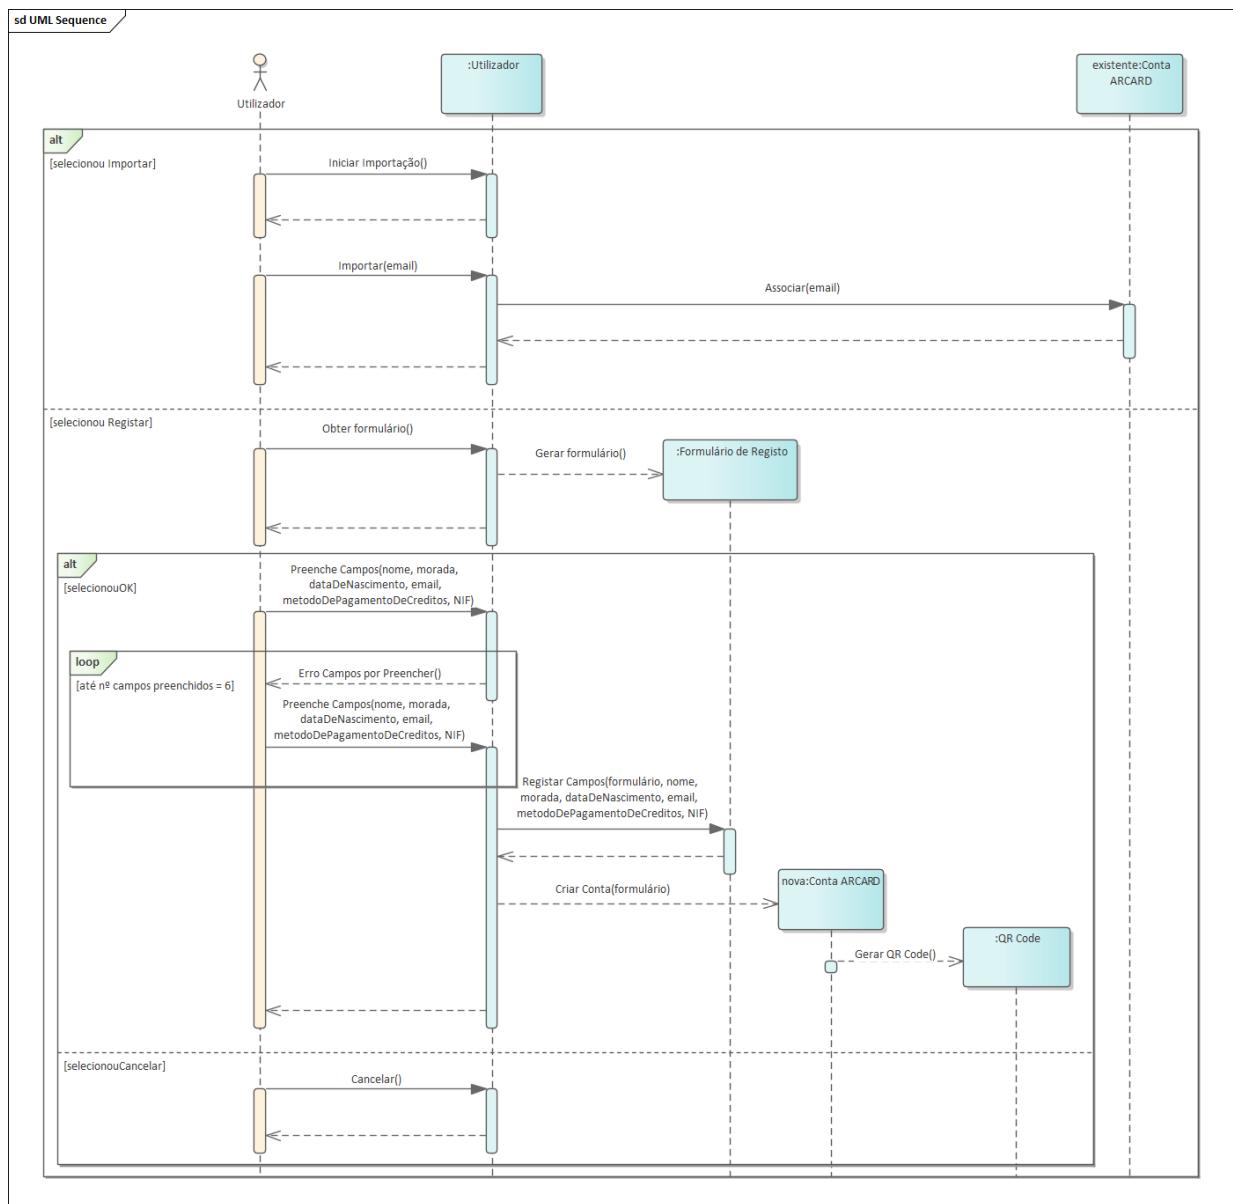 sd UML Sequence
:Utilizador
existente:Conta
ARCARD
Utilizador
alt
[selecionou Importar]
Iniciar Importação()
Importar(email)
Associar(email)
[selecionou Registar]
Obter formulário()
Gerar formulário()
:Formulário de Registo
alt
[selecionouOK]
Preenche Campos(nome, morada,
dataDeNascimento, email,
metodoDePagamentoDeCreditos, NIF)
loop
[até nº campos preenchidos = 6]
Erro Campos por Preencher()
Preenche Campos(nome, morada,
dataDeNascimento, email,
metodoDePagamentoDeCreditos, NIF)
Registar Campos(formulário, nome,
morada, dataDeNascimento, email,
metodoDePagamentoDeCreditos, NIF)
Criar Conta(formulário)
nova:Conta ARCARD
Gerar QR Code()
:QR Code
[selecionouCancelar]
Cancelar()